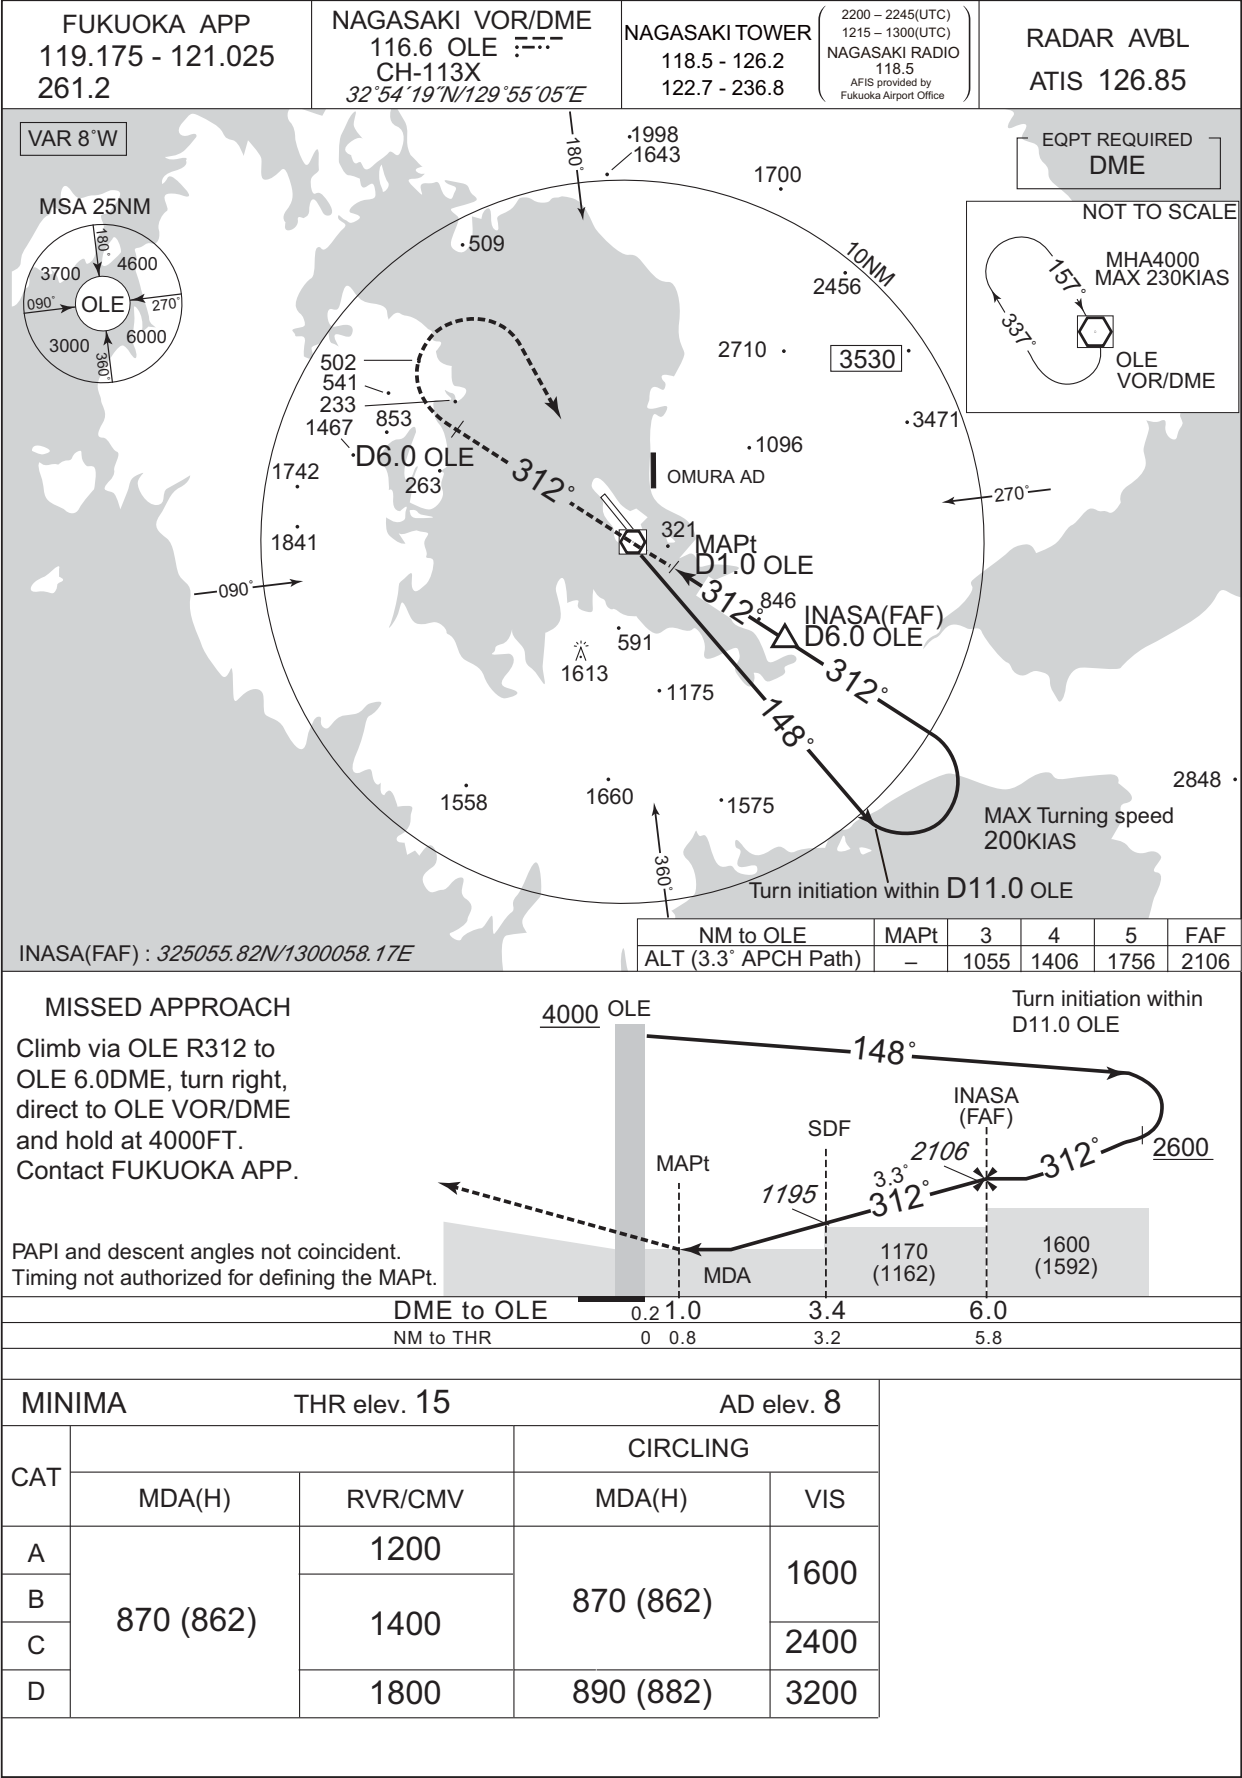 FUKUOKA APP
119.175 - 121.025
261.2
NAGASAKI VOR/DME
116.6 OLE
CH-113X
32°54´19˝N/129°55´05˝E
NAGASAKI TOWER
118.5 - 126.2
122.7 - 236.8
2200 – 2245(UTC)
1215 – 1300(UTC)
NAGASAKI RADIO
118.5
AFIS provided by
Fukuoka Airport Office
RADAR AVBL
ATIS 126.85
VAR 8°W
EQPT REQUIRED
DME
MSA 25NM
180°
3700
4600
090°
OLE
270°
3000
6000
360°
NOT TO SCALE
MHA4000
MAX 230KIAS
157°
337°
OLE
VOR/DME
180°
1998
1643
1700
509
10NM
2456
2710
3530
502
541
233
853
1467
D6.0 OLE
263
1742
1841
312°
3471
1096
OMURA AD
270°
321
MAPt
D1.0 OLE
090°
312°
846
INASA(FAF)
D6.0 OLE
591
1613
1175
312°
148°
1558
1660
1575
2848
MAX Turning speed
200KIAS
360°
Turn initiation within D11.0 OLE
INASA(FAF) : 325055.82N/1300058.17E
NM to OLE MAPt 3 4 5 FAF
ALT (3.3° APCH Path) – 1055 1406 1756 2106
MISSED APPROACH
Climb via OLE R312 to
OLE 6.0DME, turn right,
direct to OLE VOR/DME
and hold at 4000FT.
Contact FUKUOKA APP.
PAPI and descent angles not coincident.
Timing not authorized for defining the MAPt.
4000 OLE
148°
Turn initiation within
D11.0 OLE
INASA
(FAF)
SDF
2106
312°
2600
MAPt
1195
3.3°
312°
MDA
1170
(1162)
1600
(1592)
DME to OLE 0.2 1.0 3.4 6.0
NM to THR 0 0.8 3.2 5.8
MINIMA THR elev. 15 AD elev. 8
CAT
CIRCLING
MDA(H) RVR/CMV MDA(H) VIS
A
B
C
D
870 (862)
1200
1400
1800
870 (862)
890 (882)
1600
2400
3200